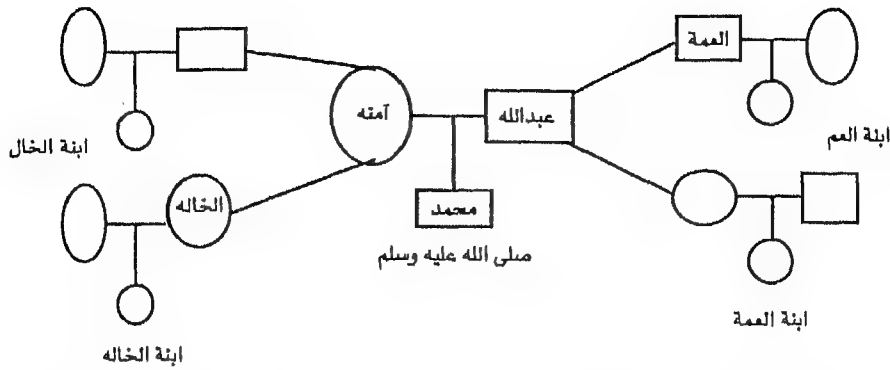 العمة
ابنة العم
عبدالله
آمنه
ابنة الخال
الخاله
محمد
صلى الله عليه وسلم
ابنة العمة
ابنة الخاله